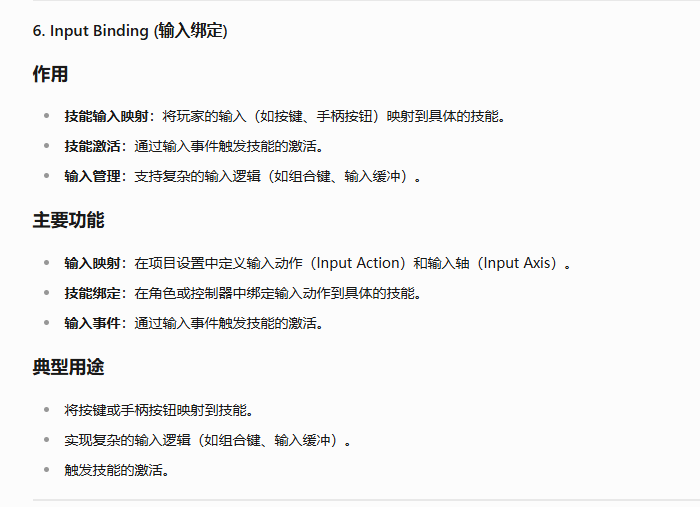 6. Input Binding (输入绑定)
作用
技能输入映射：将玩家的输入（如按键、手柄按钮）映射到具体的技能。
技能激活：通过输入事件触发技能的激活。
输入管理：支持复杂的输入逻辑（如组合键、输入缓冲）。
主要功能
输入映射：在项目设置中定义输入动作（Input Action）和输入轴（Input Axis）。
技能绑定：在角色或控制器中绑定输入动作到具体的技能。
输入事件：通过输入事件触发技能的激活。
典型用途
将按键或手柄按钮映射到技能。
实现复杂的输入逻辑（如组合键、输入缓冲）。
触发技能的激活。